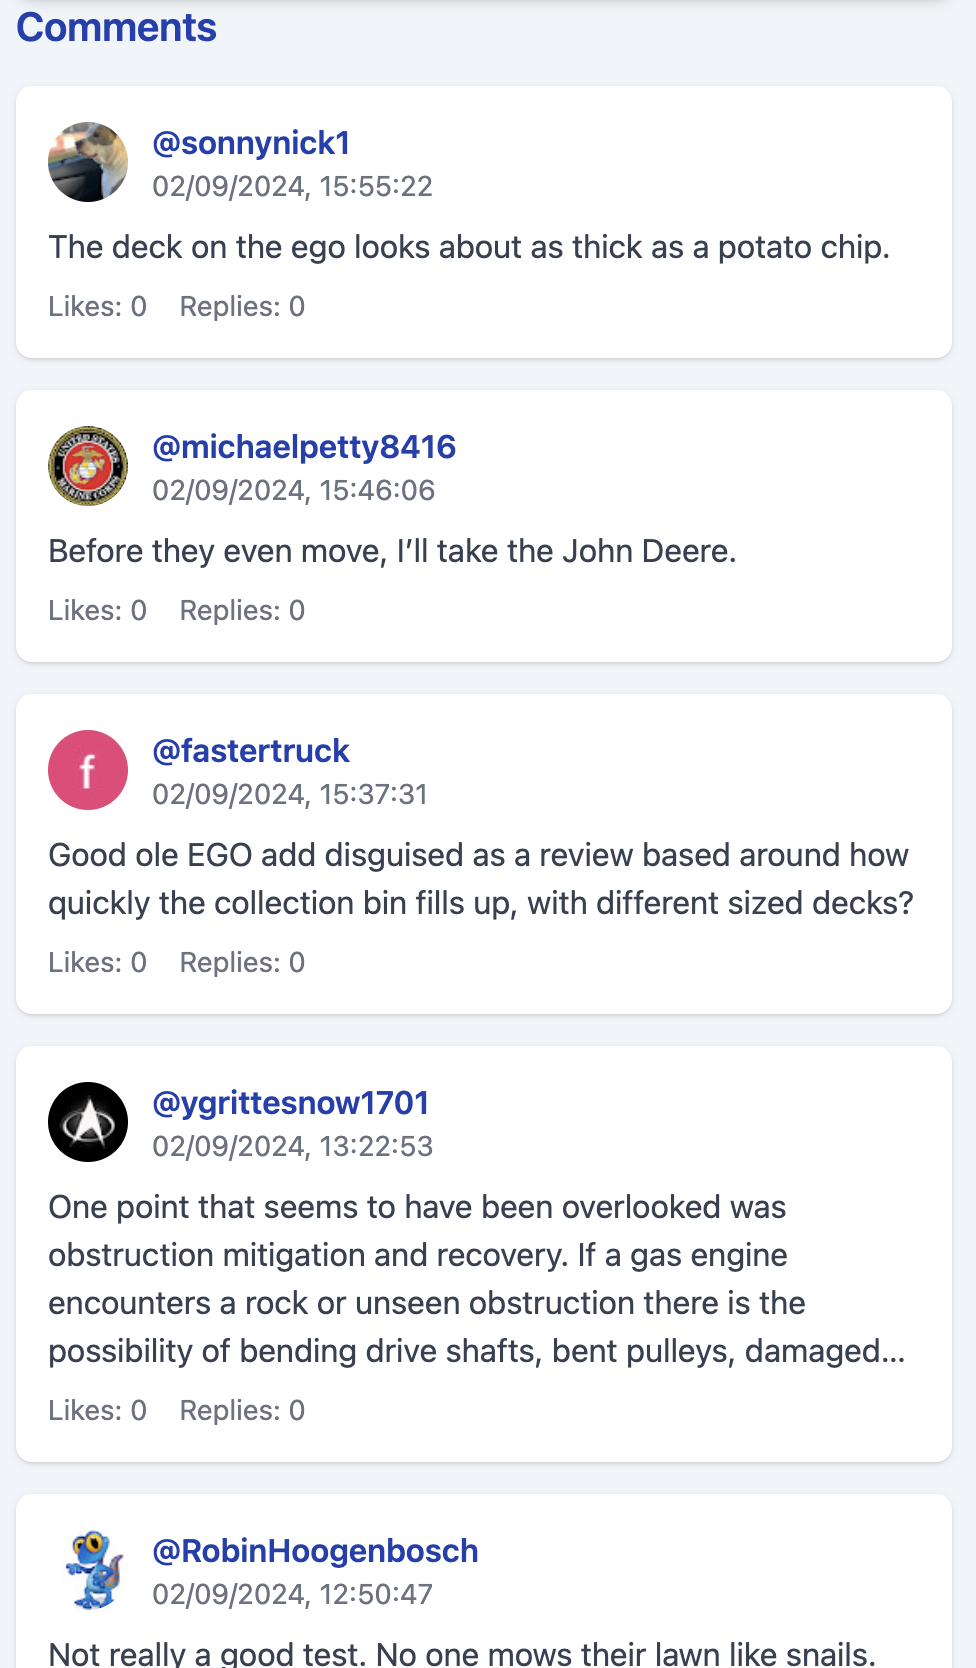 Comments
@sonnynick1
02/09/2024, 15:55:22
The deck on the ego looks about as thick as a potato chip.
Likes: 0 Replies: 0
UNITED STATES
MARINE CORPS
@michaelpetty8416
02/09/2024, 15:46:06
Before they even move, I’ll take the John Deere.
Likes: 0 Replies: 0
f
@fastertruck
02/09/2024, 15:37:31
Good ole EGO add disguised as a review based around how
quickly the collection bin fills up, with different sized decks?
Likes: 0 Replies: 0
@ygrittesnow1701
02/09/2024, 13:22:53
One point that seems to have been overlooked was
obstruction mitigation and recovery. If a gas engine
encounters a rock or unseen obstruction there is the
possibility of bending drive shafts, bent pulleys, damaged...
Likes: 0 Replies: 0
@RobinHoogenbosch
02/09/2024, 12:50:47
Not really a good test. No one mows their lawn like snails.